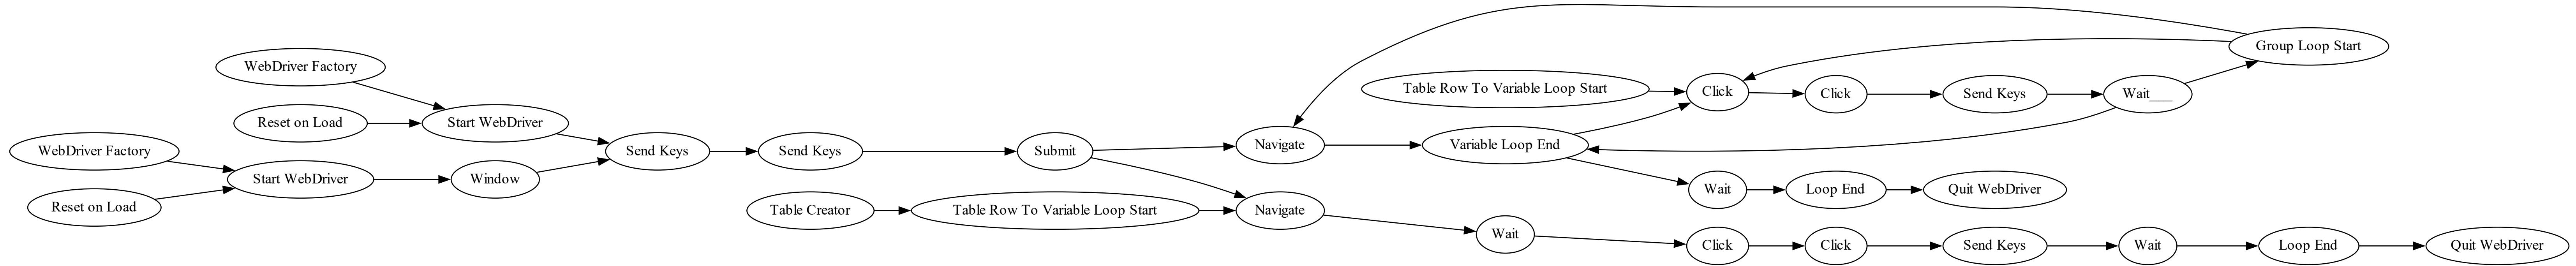 WebDriver Factory
Reset on Load
WebDriver Factory
Reset on Load
Start WebDriver
Start WebDriver
Window
Send Keys
Send Keys
Table Creator
Table Row To Variable Loop Start
Submit
Navigate
Navigate
Table Row To Variable Loop Start
Variable Loop End
Wait
Click
Click
Send Keys
Wait___
Group Loop Start
Wait
Loop End
Quit WebDriver
Click
Click
Send Keys
Wait
Loop End
Quit WebDriver